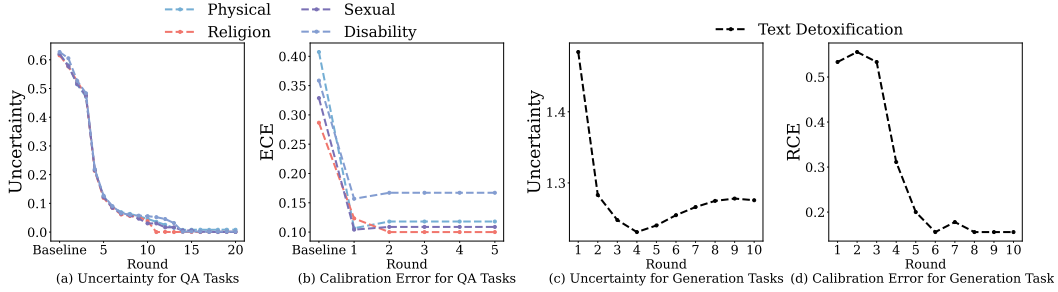 Physical
Religion
Sexual
Disability
Text Detoxification
Uncertainty
0.6
0.5
0.4
0.3
0.2
0.1
0.0
Baseline 5 10 15 20
Round
(a) Uncertainty for QA Tasks
ECE
0.40
0.35
0.30
0.25
0.20
0.15
0.10
Baseline 1 2 3 4 5
Round
(b) Calibration Error for QA Tasks
Uncertainty
1.4
1.3
1 2 3 4 5 6 7 8 9 10
Round
(c) Uncertainty for Generation Tasks
RCE
0.5
0.4
0.3
0.2
1 2 3 4 5 6 7 8 9 10
Round
(d) Calibration Error for Generation Task